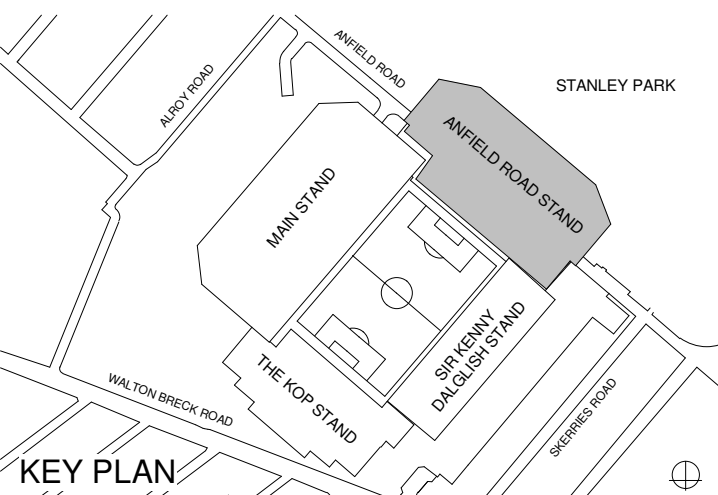 ANFIELD ROAD
STANLEY PARK
ALROY ROAD
ANFIELD ROAD STAND
MAIN STAND
SIR KENNY
DALGLISH STAND
THE KOP STAND
WALTON BRECK ROAD
SKERRIES ROAD
KEY PLAN